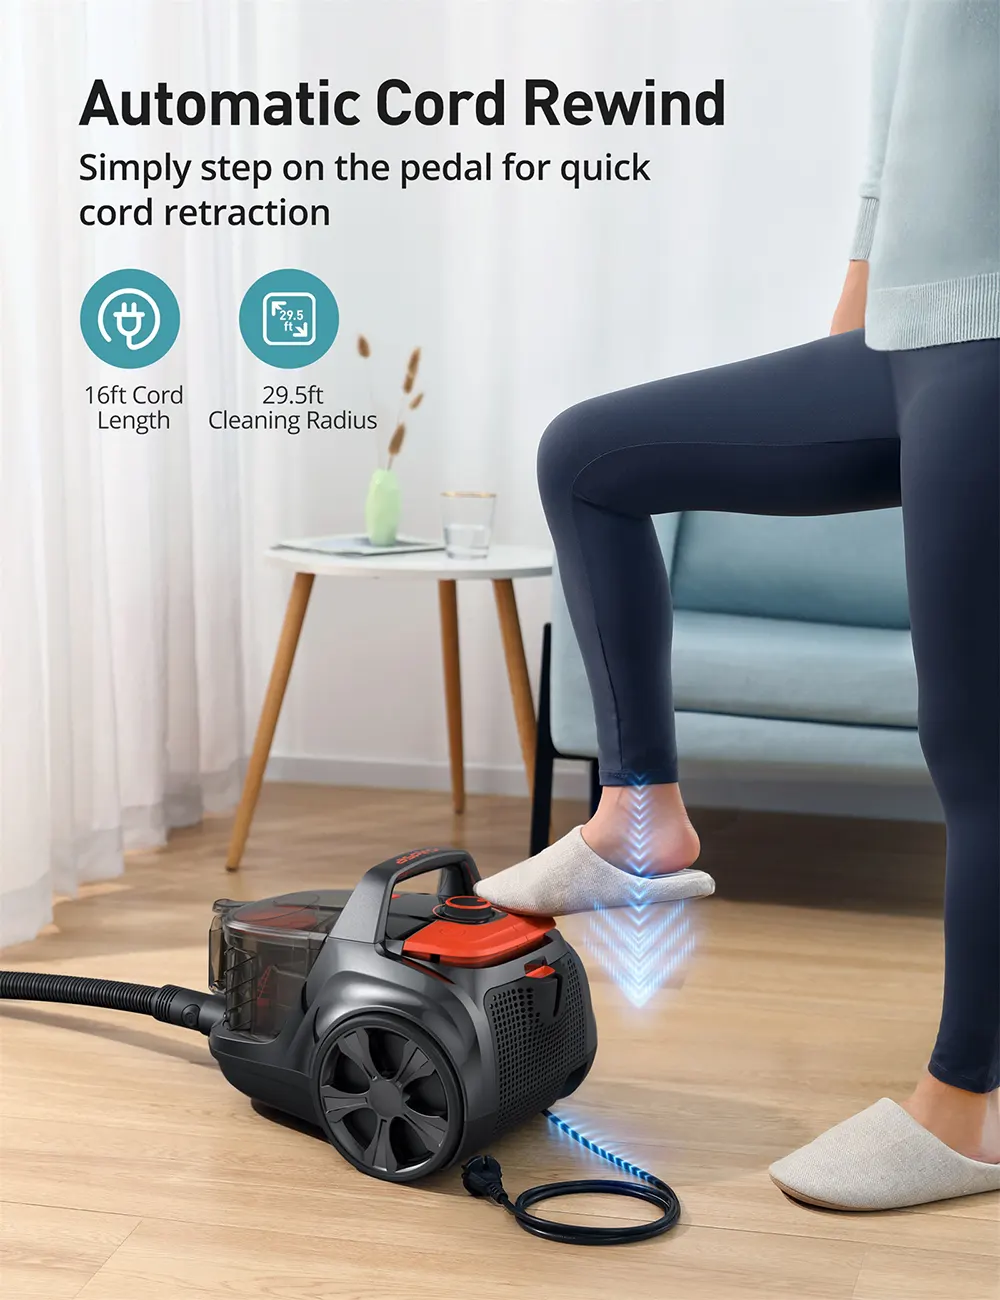 Automatic Cord Rewind
Simply step on the pedal for quick
cord retraction
29.5
ft
16ft Cord
Length
29.5ft
Cleaning Radius